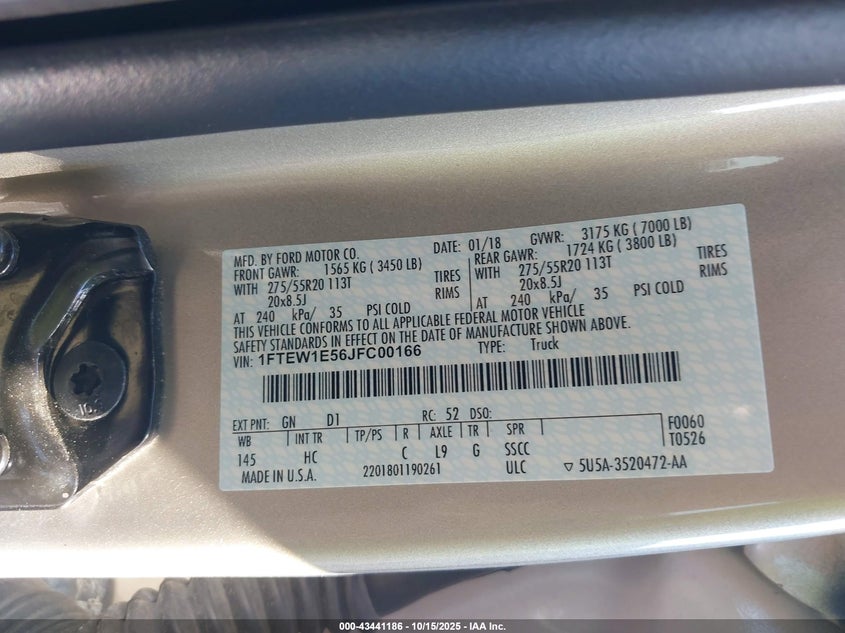 MFD. BY FORD MOTOR CO. DATE: 01/18 GVWR: 3175 KG ( 7000 LB)
FRONT GAWR: 1565 KG ( 3450 LB) REAR GAWR: 1724 KG ( 3800 LB)
WITH 275/55R20 113T TIRES WITH 275/55R20 113T TIRES
20x8.5J RIMS 20x8.5J RIMS
AT 240 kPa/ 35 PSI COLD AT 240 kPa/ 35 PSI COLD
THIS VEHICLE CONFORMS TO ALL APPLICABLE FEDERAL MOTOR VEHICLE
SAFETY STANDARDS IN EFFECT ON THE DATE OF MANUFACTURE SHOWN ABOVE.
VIN: 1FTEW1E56JFC00166 TYPE: Truck
EXT PNT: GN D1 RC: 52 DSO: F0060
WB INT TR TP/PS R AXLE TR SPR T0526
145 HC C L9 G SSCC
MADE IN U.S.A. 2201801190261 ULC ▽ 5U5A-3520472-AA
000-43441186 - 10/15/2025 - IAA Inc.